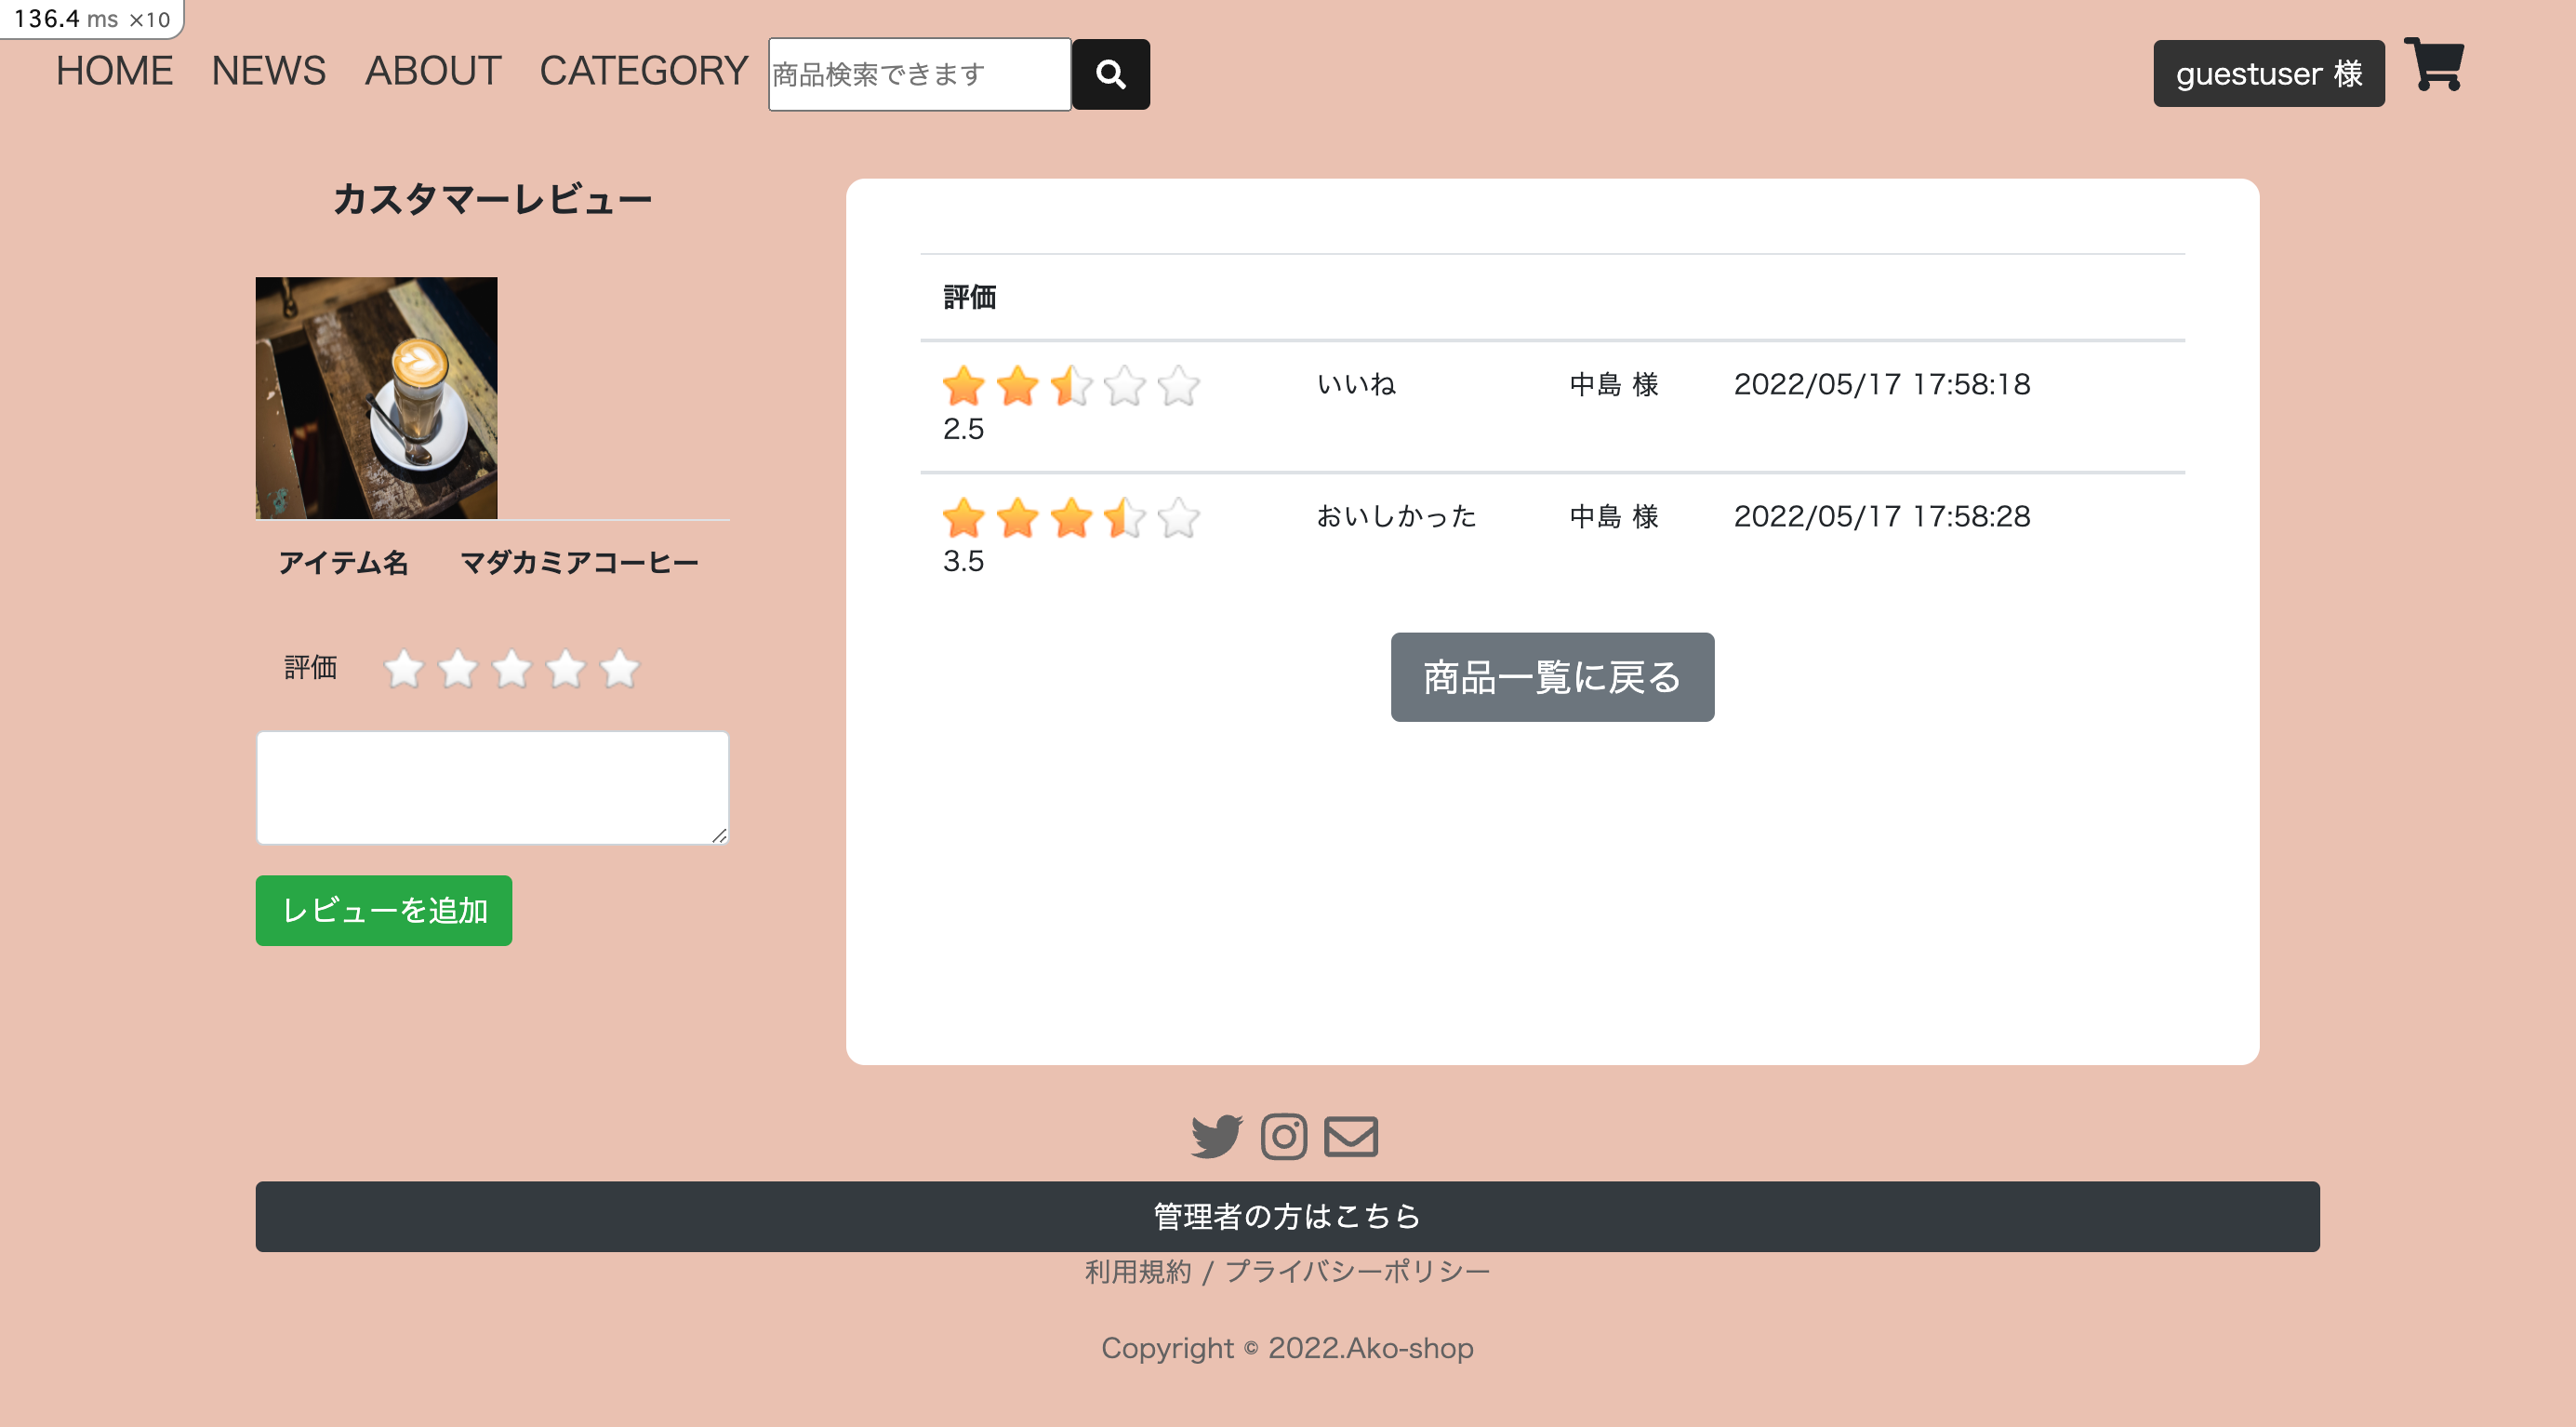 136.4 ms ×10
HOME NEWS ABOUT CATEGORY 商品検索できます guestuser 様
カスタマーレビュー
アイテム名 マダカミアコーヒー
評価
レビューを追加
評価
いいね 中島 様 2022/05/17 17:58:18
2.5
おいしかった 中島 様 2022/05/17 17:58:28
3.5
商品一覧に戻る
管理者の方はこちら
利用規約 / プライバシーポリシー
Copyright © 2022.Ako-shop